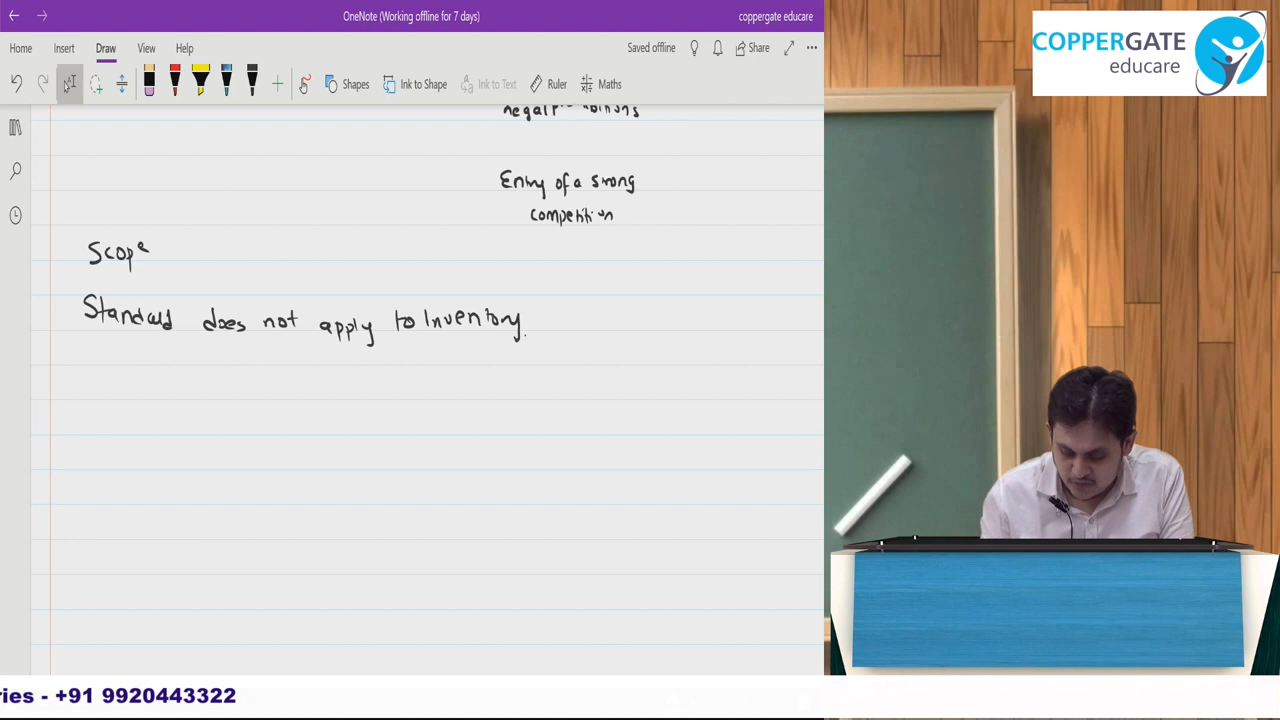 OneNote (Working offline for 7 days)
coppergate educare
Home Insert Draw View Help
Saved offline
Share
Shapes
Ink to Shape
Ink to Text
Ruler
Maths
COPPERGATE
educare
Entry of a strong
competition
Scope
Standard does not apply to Inventory.
ries - +91 9920443322